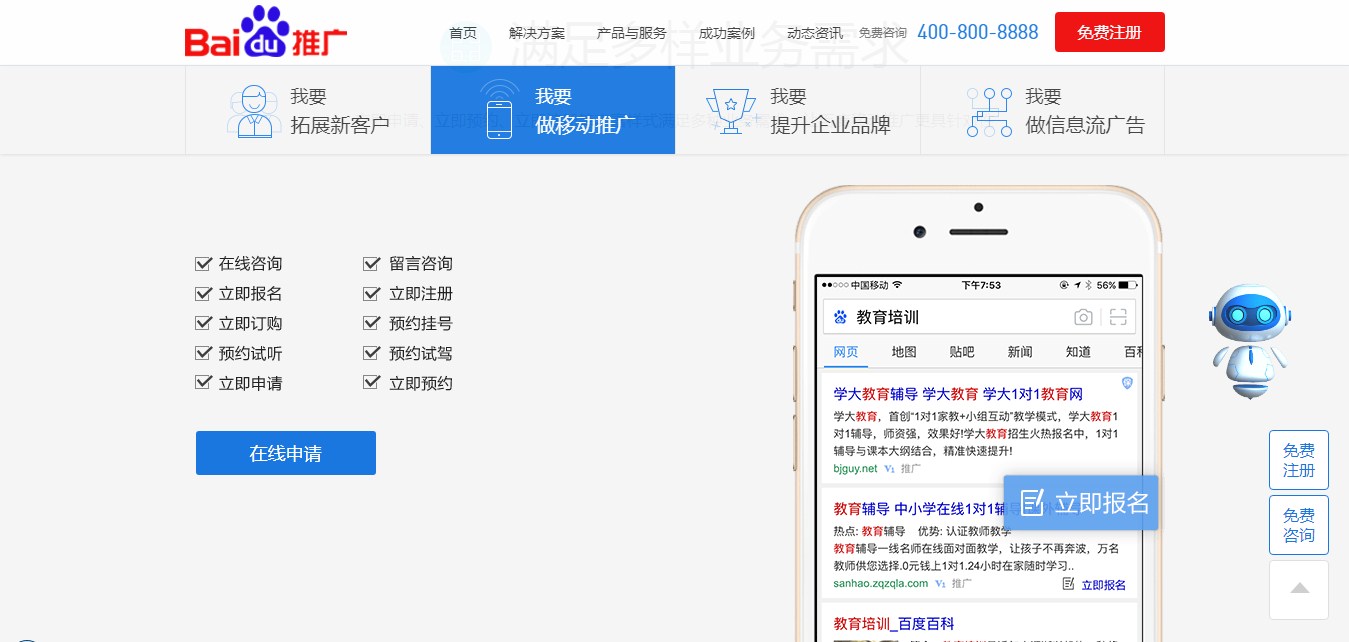 Bai du 推广
首页 解决方案 产品与服务 成功案例 动态资讯 免费咨询 400-800-8888 免费注册
满足多样业务需求
我要
拓展新客户
我要
做移动推广
我要
提升企业品牌
我要
做信息流广告
在线咨询 留言咨询
立即报名 立即注册
立即订购 预约挂号
预约试听 预约试驾
立即申请 立即预约
在线申请
中国移动 下午7:53 56%
教育培训
网页 地图 贴吧 新闻 知道 百科
学大教育辅导 学大教育 学大1对1教育网
学大教育，首创“1对1家教+小组互动”教学模式，学大教育1
对1辅导，师资强，效果好!学大教育招生火热报名中，1对1
辅导与课本大纲结合，精准快速提升!
bjguy.net V1 推广
教育辅导 中小学在线1对1辅
立即报名
热点: 教育辅导 优势: 认证教师教学
教育辅导一线名师在线面对面教学，让孩子不再奔波，万名
教师供您选择.0元钱上1对1.24小时在家随时学习..
sanhao.zqzqla.com V1 推广 立即报名
教育培训_百度百科
免费
注册
免费
咨询